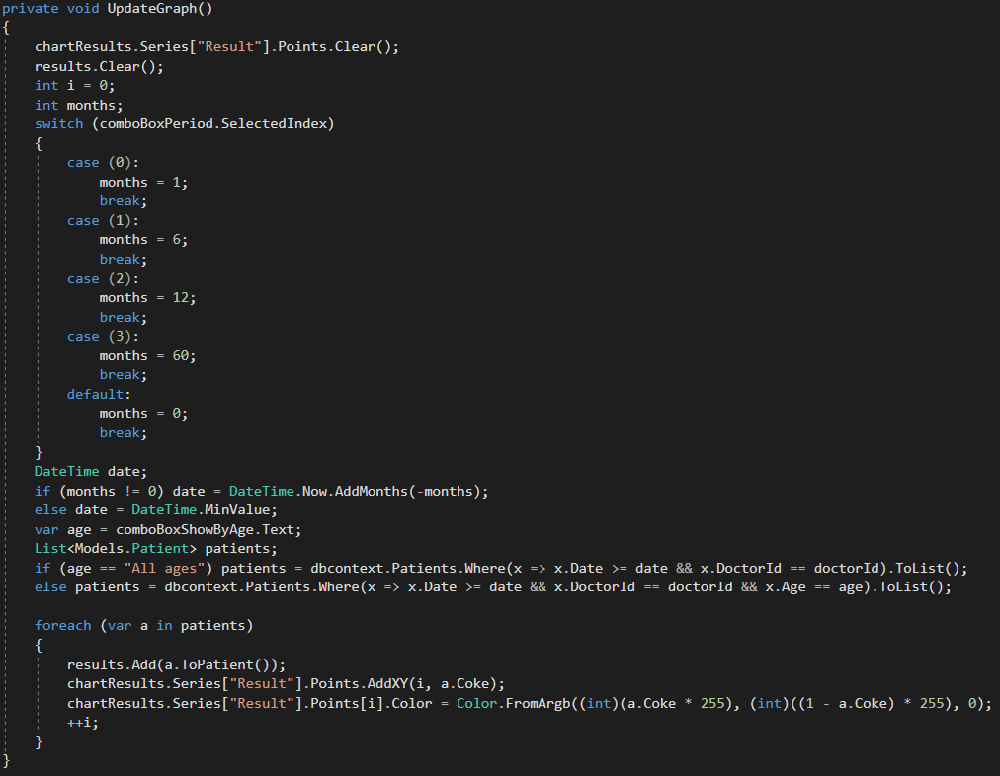 private void UpdateGraph()
{
    chartResults.Series["Result"].Points.Clear();
    results.Clear();
    int i = 0;
    int months;
    switch (comboBoxPeriod.SelectedIndex)
    {
        case (0):
            months = 1;
            break;
        case (1):
            months = 6;
            break;
        case (2):
            months = 12;
            break;
        case (3):
            months = 60;
            break;
        default:
            months = 0;
            break;
    }
    DateTime date;
    if (months != 0) date = DateTime.Now.AddMonths(-months);
    else date = DateTime.MinValue;
    var age = comboBoxShowByAge.Text;
    List<Models.Patient> patients;
    if (age == "All ages") patients = dbcontext.Patients.Where(x => x.Date >= date && x.DoctorId == doctorId).ToList();
    else patients = dbcontext.Patients.Where(x => x.Date >= date && x.DoctorId == doctorId && x.Age == age).ToList();

    foreach (var a in patients)
    {
        results.Add(a.ToPatient());
        chartResults.Series["Result"].Points.AddXY(i, a.Coke);
        chartResults.Series["Result"].Points[i].Color = Color.FromArgb((int)(a.Coke * 255), (int)((1 - a.Coke) * 255), 0);
        ++i;
    }
}